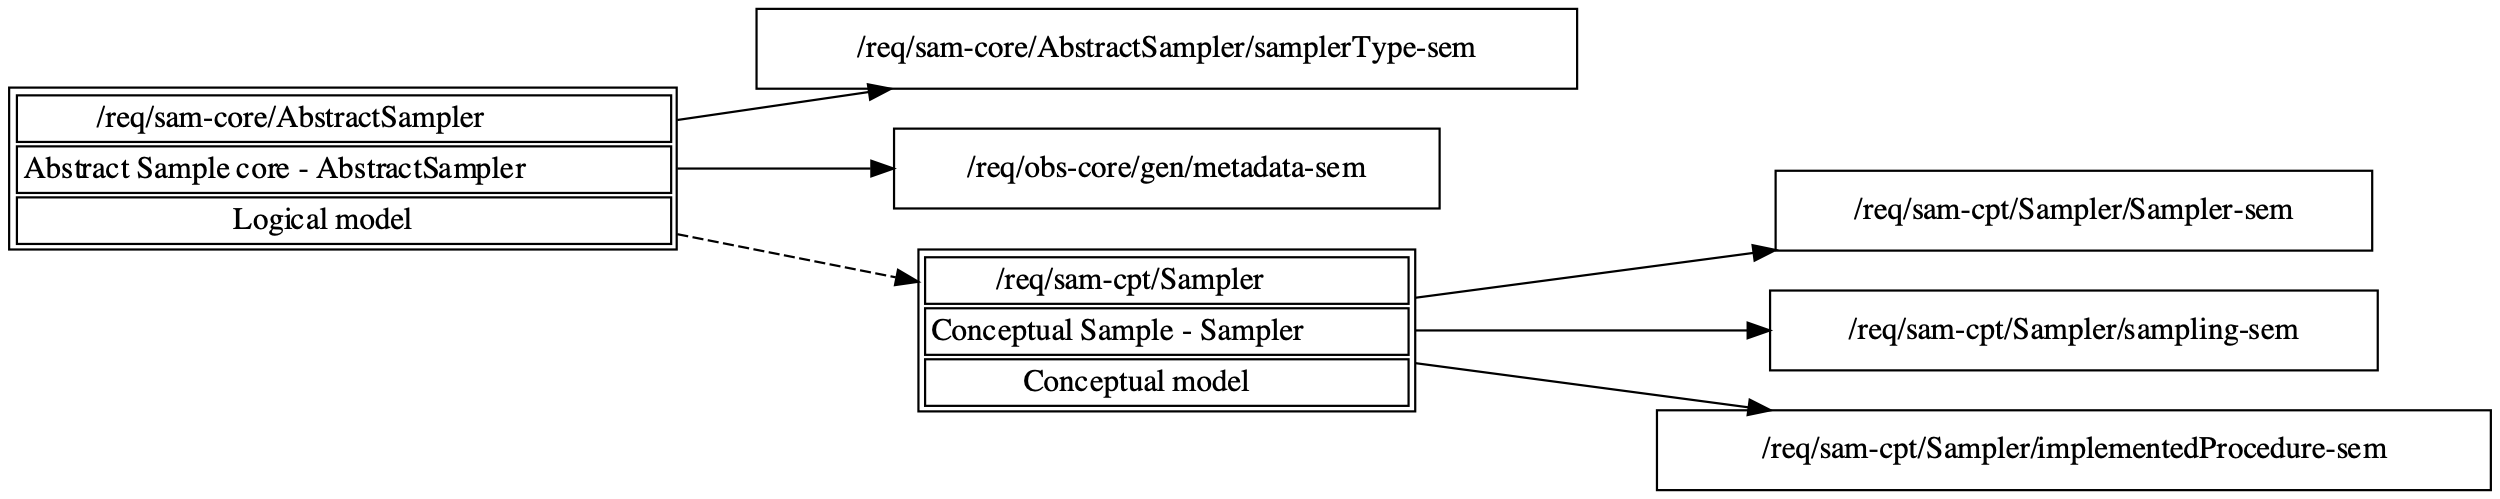 /req/sam-core/AbstractSampler
Abstract Sample core - AbstractSampler
Logical model
/req/sam-core/AbstractSampler/samplerType-sem
/req/obs-core/gen/metadata-sem
/req/sam-cpt/Sampler
Conceptual Sample - Sampler
Conceptual model
/req/sam-cpt/Sampler/Sampler-sem
/req/sam-cpt/Sampler/sampling-sem
/req/sam-cpt/Sampler/implementedProcedure-sem